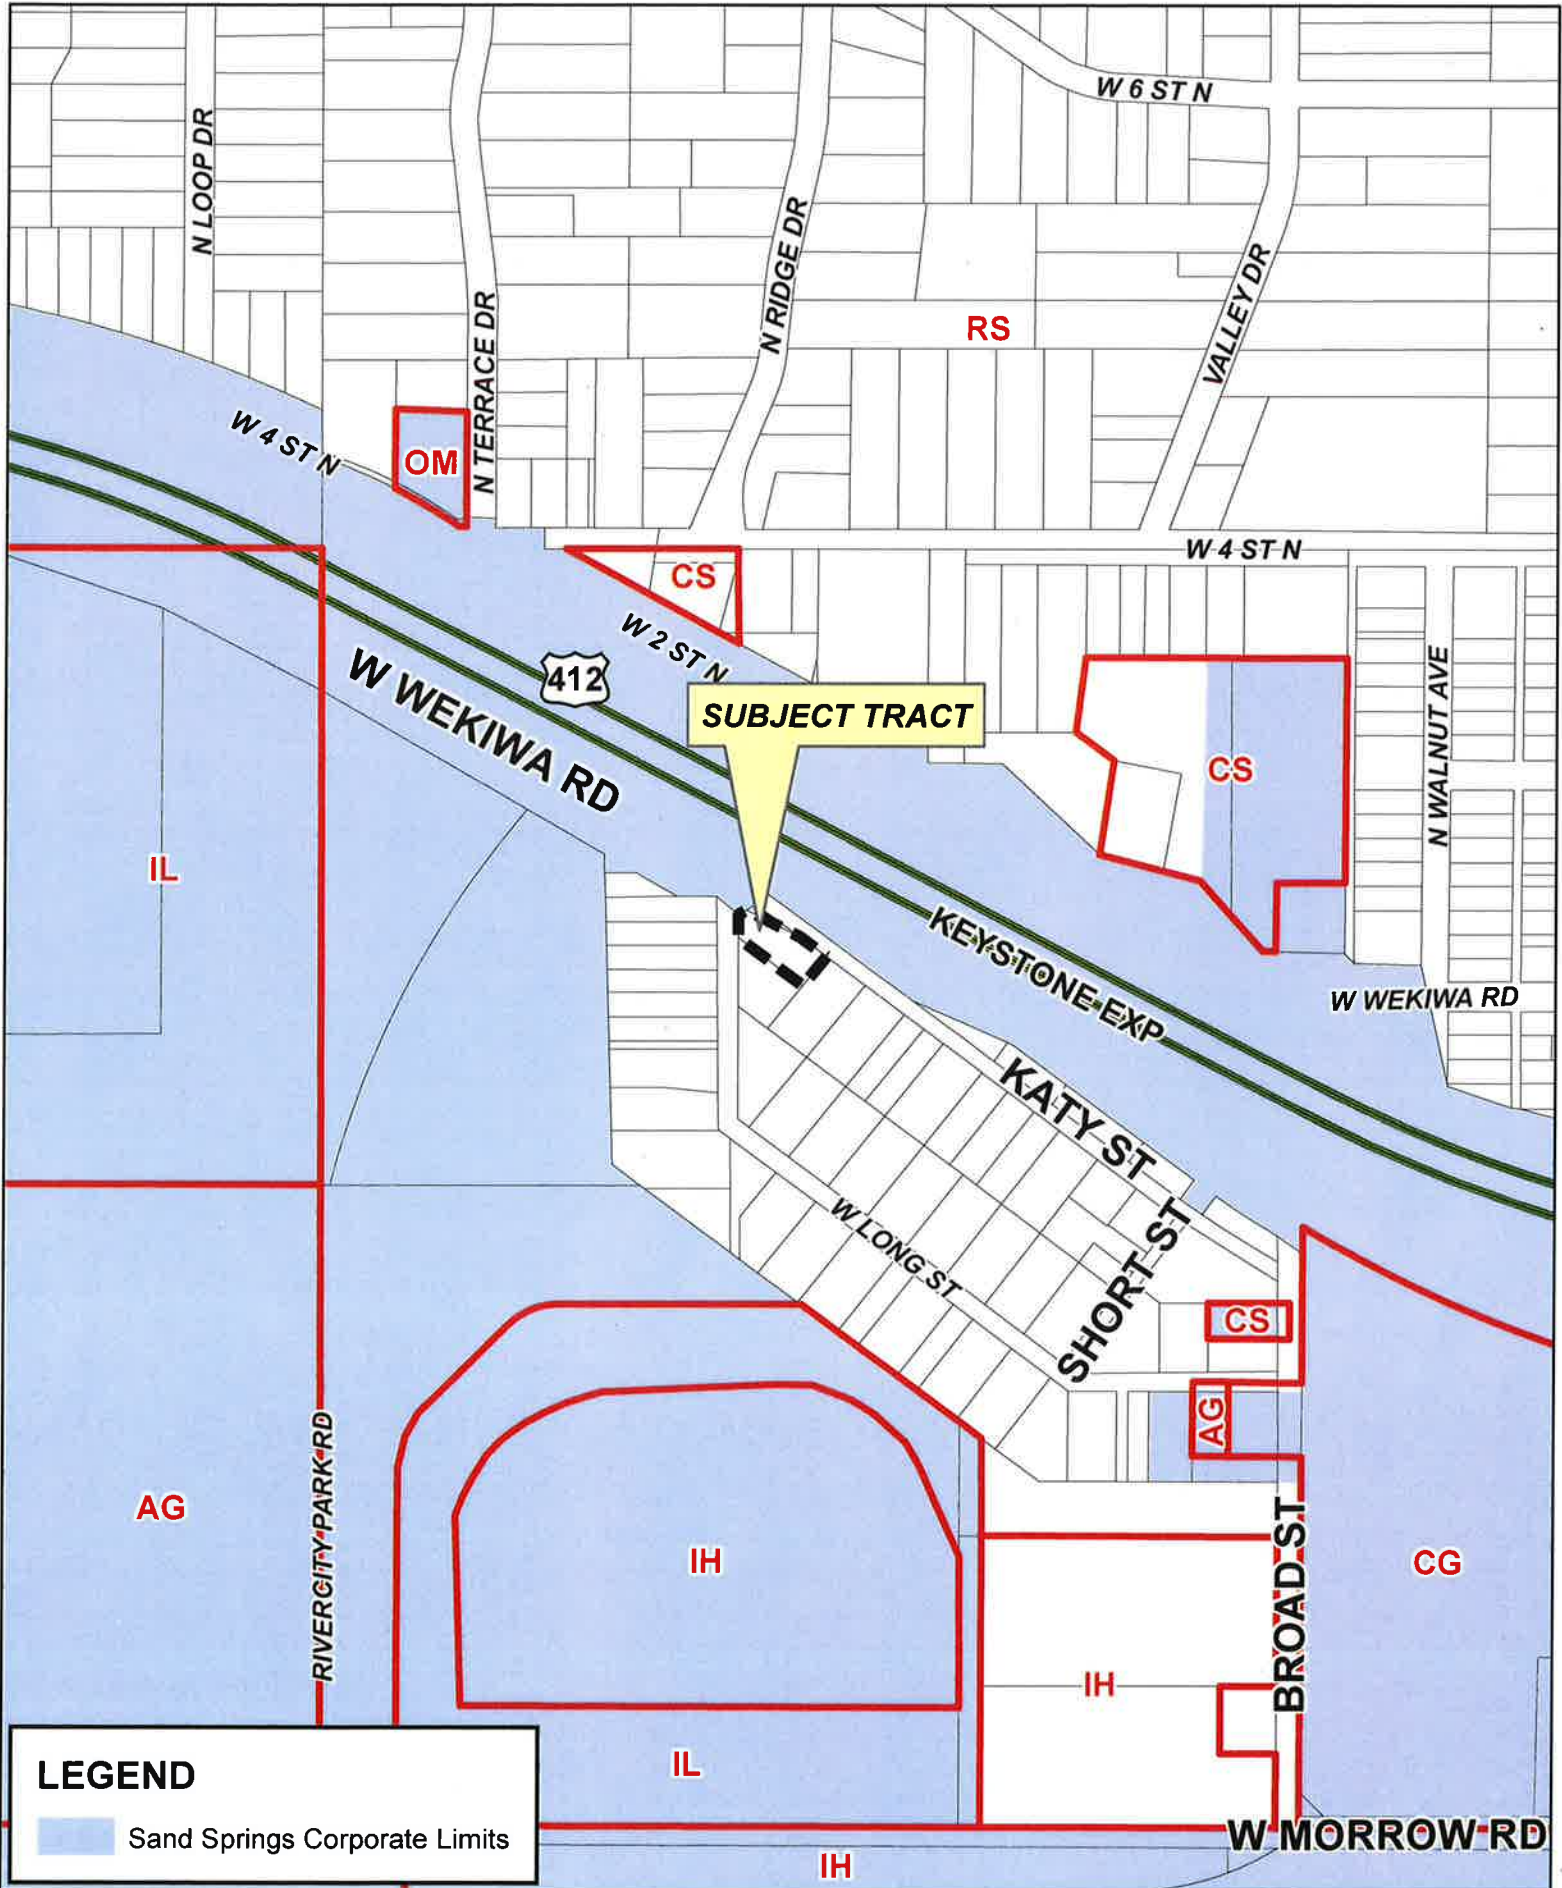 W 6 ST N
N LOOP DR
N RIDGE DR
VALLEY DR
RS
N TERRACE DR
W 4 ST N
OM
W 4 ST N
CS
W 2 ST N
412
W WEKIWA RD
SUBJECT TRACT
CS
N WALNUT AVE
IL
KEYSTONE EXP
W WEKIWA RD
KATY ST
W LONG ST
SHORT ST
CS
AG
AG
RIVERCITY PARK RD
IH
BROAD ST
CG
IH
IL
LEGEND
Sand Springs Corporate Limits
W MORROW RD
IH